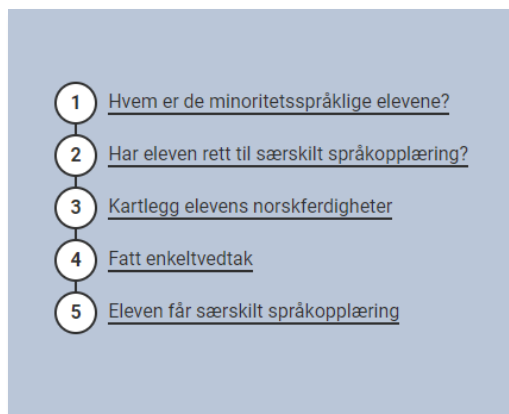 1 Hvem er de minoritetsspråklige elevene?
2 Har eleven rett til særskilt språkopplæring?
3 Kartlegg elevens norskferdigheter
4 Fatt enkeltvedtak
5 Eleven får særskilt språkopplæring